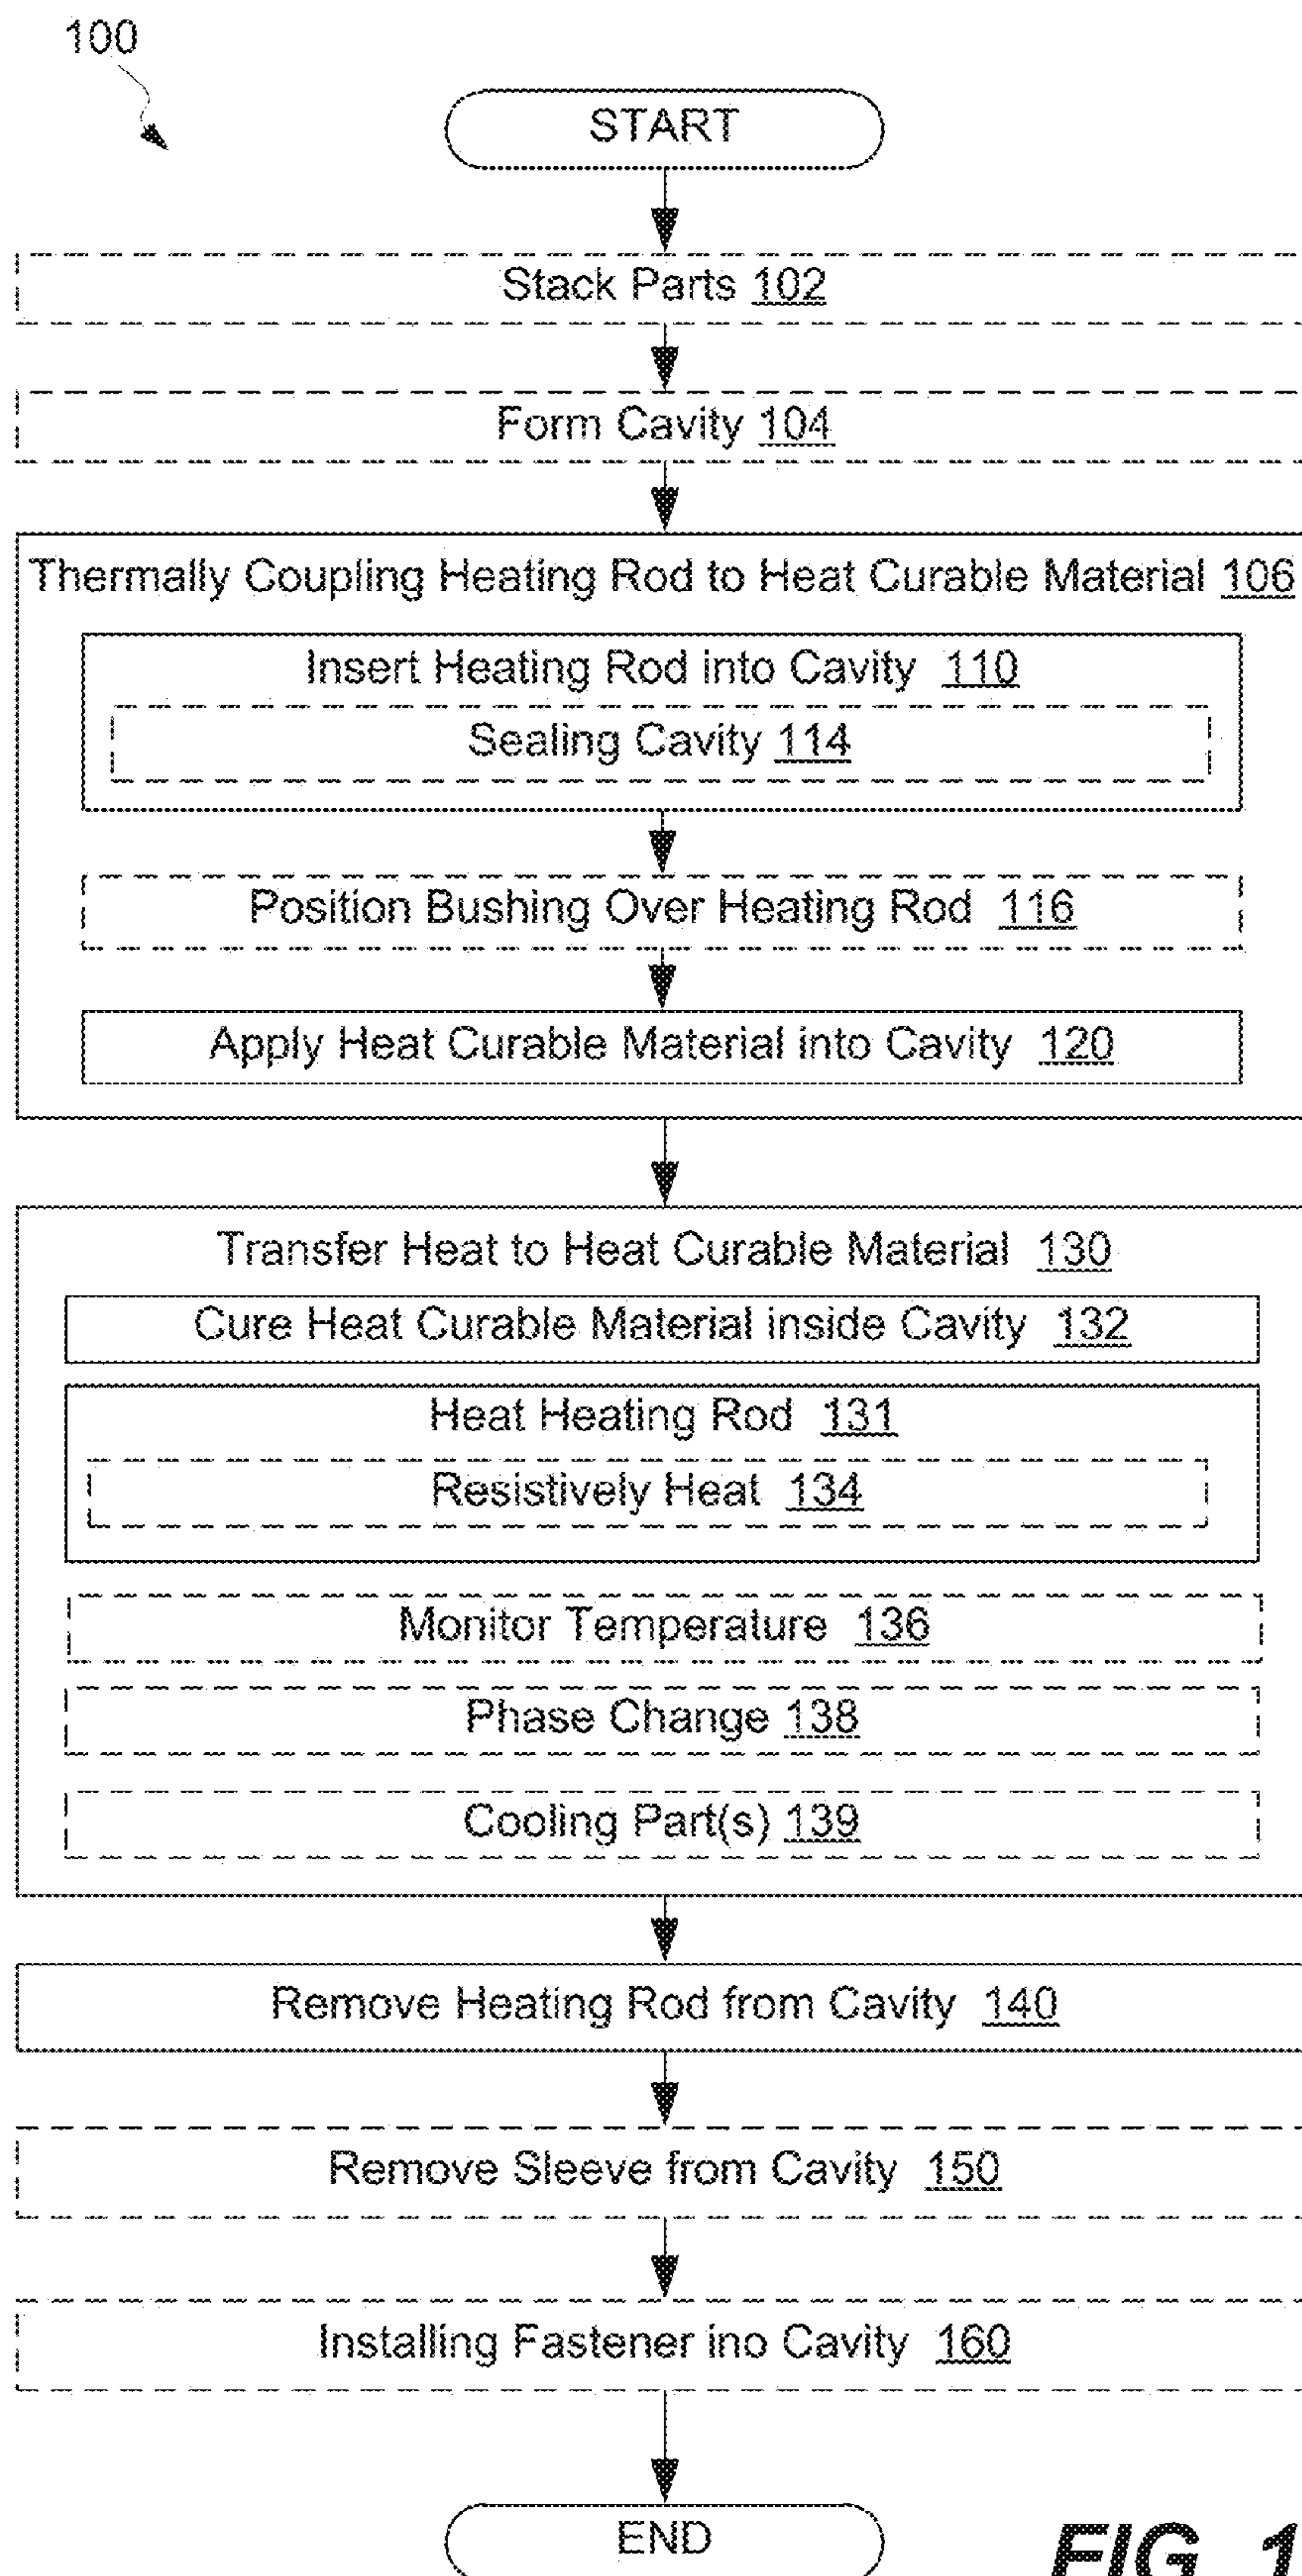 100
START
Stack Parts 102
Form Cavity 104
Thermally Coupling Heating Rod to Heat Curable Material 106
Insert Heating Rod into Cavity 110
Sealing Cavity 114
Position Bushing Over Heating Rod 116
Apply Heat Curable Material into Cavity 120
Transfer Heat to Heat Curable Material 130
Cure Heat Curable Material inside Cavity 132
Heat Heating Rod 131
Resistively Heat 134
Monitor Temperature 136
Phase Change 138
Cooling Part(s) 139
Remove Heating Rod from Cavity 140
Remove Sleeve from Cavity 150
Installing Fastener ino Cavity 160
END
FIG. 1